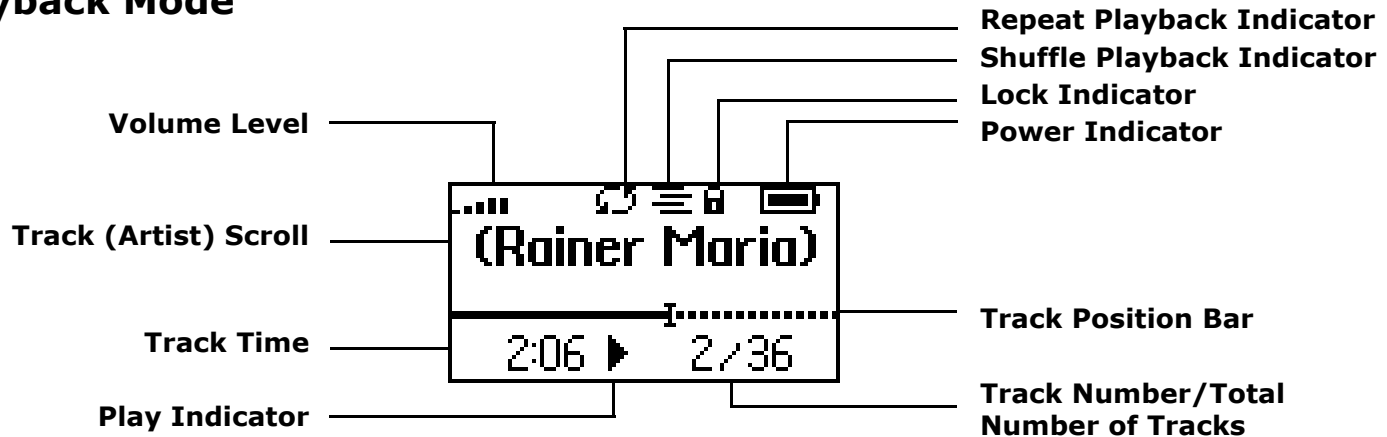 yback Mode
Repeat Playback Indicator
Shuffle Playback Indicator
Lock Indicator
Power Indicator
Volume Level
Track (Artist) Scroll
(Rainer Maria)
Track Time
2:06
2/36
Track Position Bar
Play Indicator
Track Number/Total
Number of Tracks